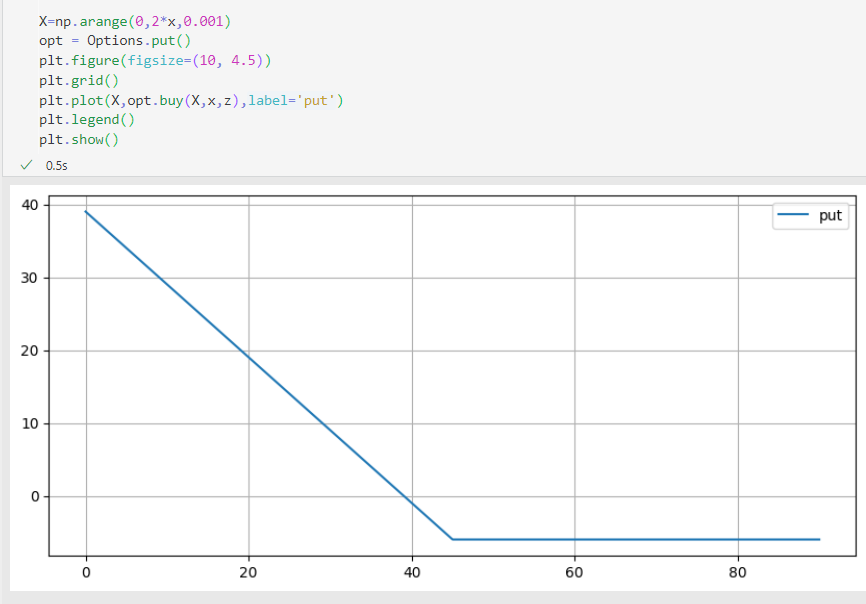 X=np.arange(0,2*x,0.001)
opt = Options.put()
plt.figure(figsize=(10, 4.5))
plt.grid()
plt.plot(X,opt.buy(X,x,z),label='put')
plt.legend()
plt.show()
0.5s
put
40
30
20
10
0
0 20 40 60 80